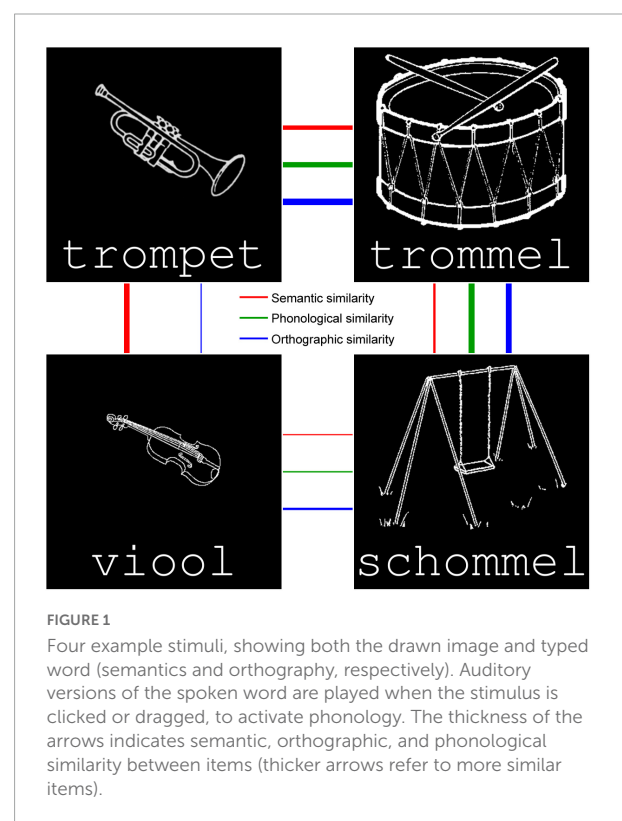 trompet
trommel
Semantic similarity
Phonological similarity
Orthographic similarity
viool
schommel
FIGURE 1
Four example stimuli, showing both the drawn image and typed
word (semantics and orthography, respectively). Auditory
versions of the spoken word are played when the stimulus is
clicked or dragged, to activate phonology. The thickness of the
arrows indicates semantic, orthographic, and phonological
similarity between items (thicker arrows refer to more similar
items).